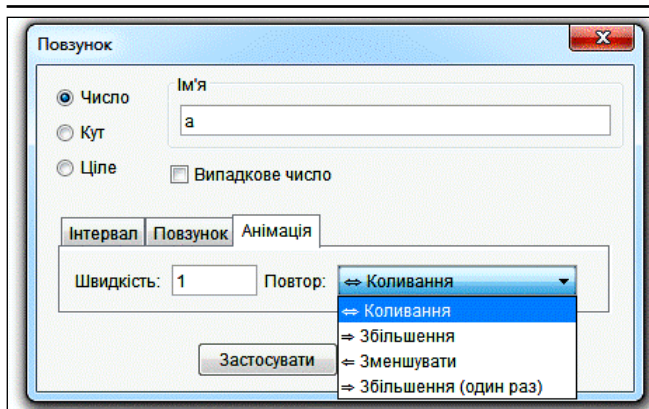 Повзунок
Число
Ім'я
a
Кут
Ціле
Випадкове число
Інтервал Повзунок Анімація
Швидкість: 1 Повтор: ⇔ Коливання
⇔ Коливання
⇒ Збільшення
Застосувати ⇐ Зменшувати
⇒ Збільшення (один раз)